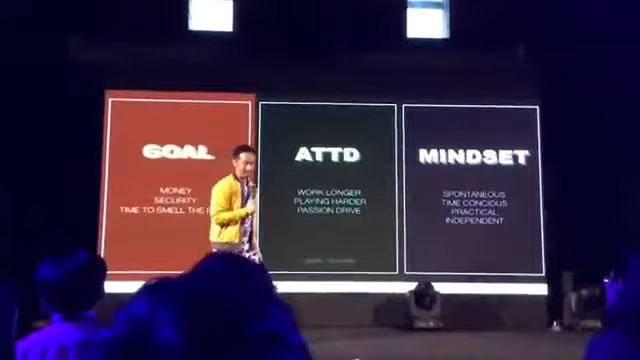 GOAL
MONEY
SECURITY
TIME TO SMELL THE
ATTD
WORK LONGER
PLAYING HARDER
PASSION DRIVE
MINDSET
SPONTANEOUS
TIME CONCIOUS
PRACTICAL
INDEPENDENT